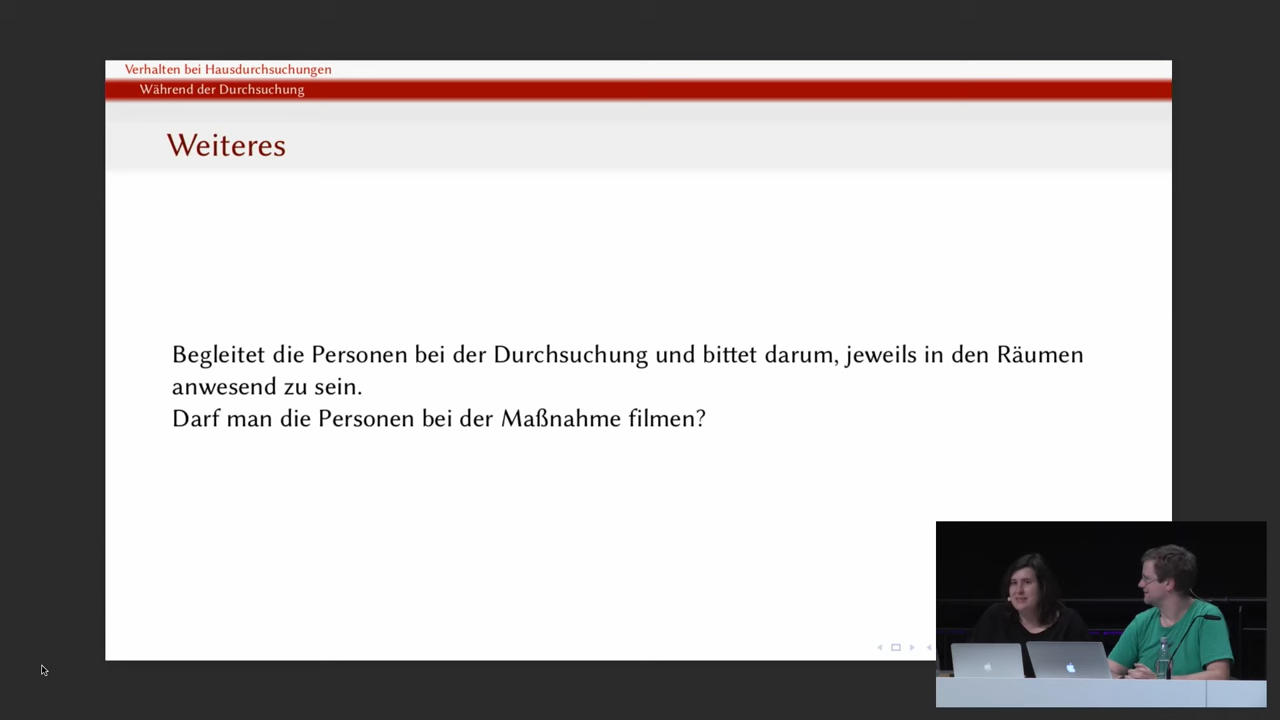 Verhalten bei Hausdurchsuchungen
Während der Durchsuchung
Weiteres
Begleitet die Personen bei der Durchsuchung und bittet darum, jeweils in den Räumen
anwesend zu sein.
Darf man die Personen bei der Maßnahme filmen?